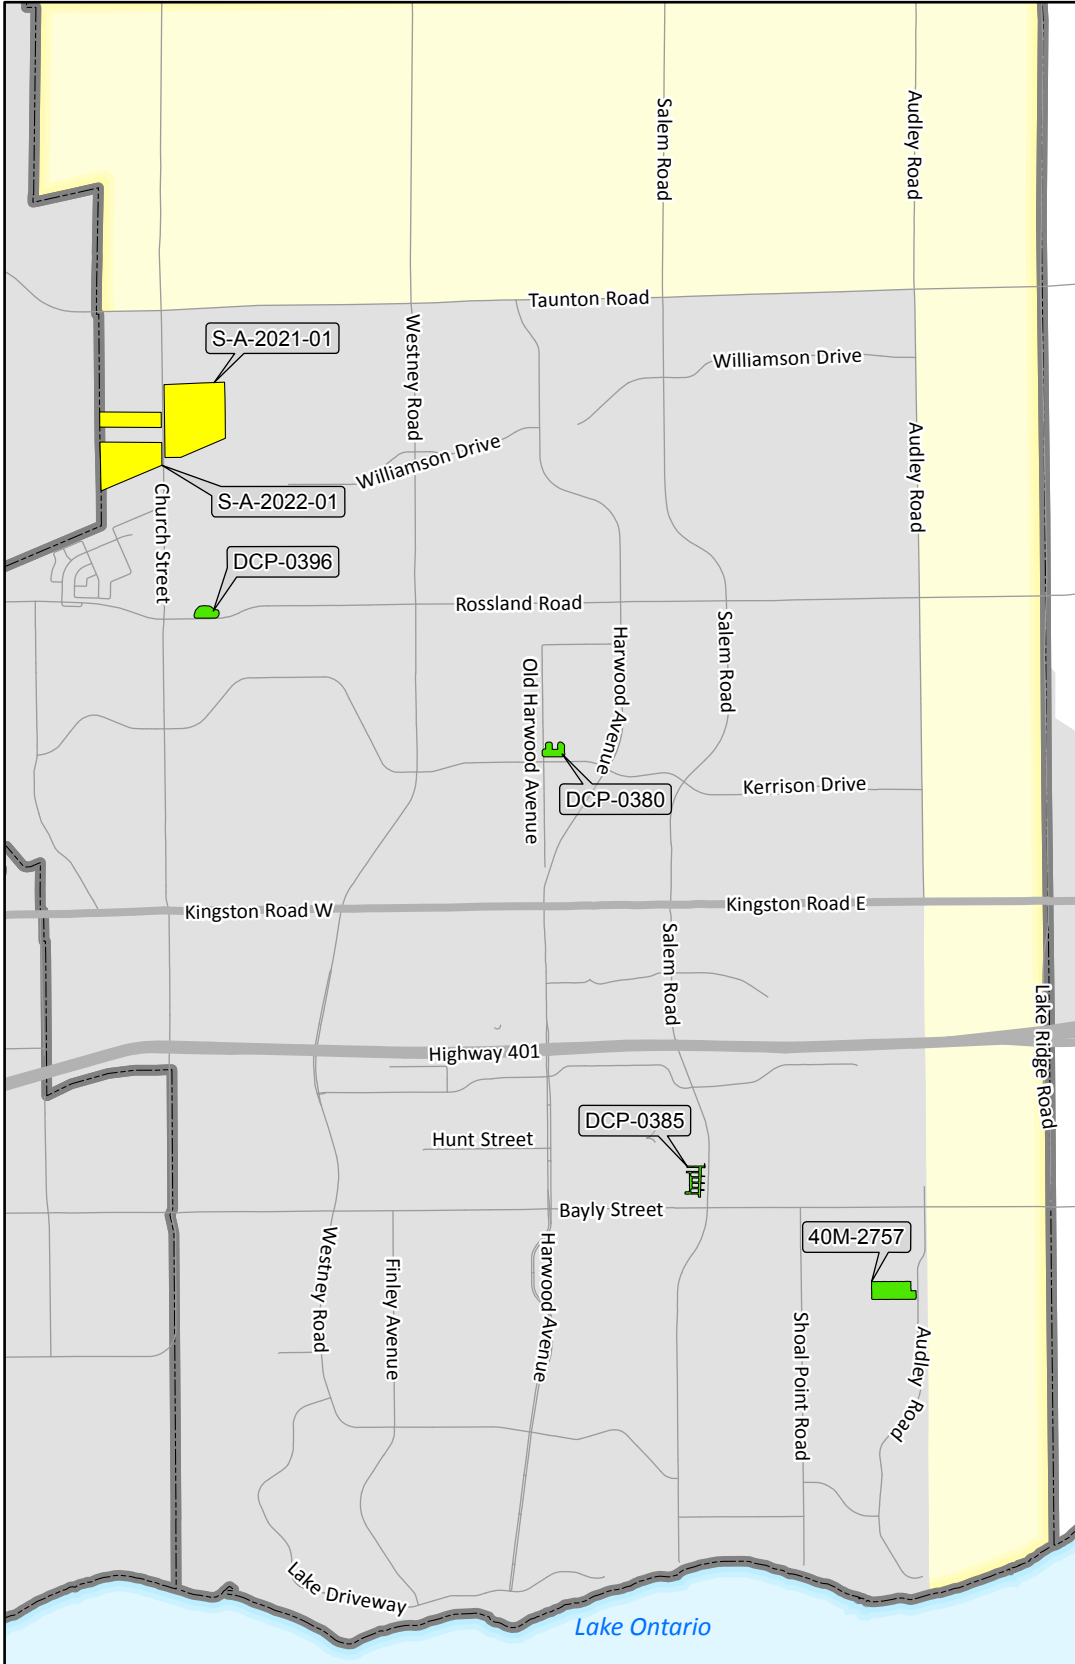 Salem Road
Audley Road
Taunton Road
S-A-2021-01
Westney Road
Williamson Drive
Audley Road
Williamson Drive
S-A-2022-01
Church Street
DCP-0396
Rossland Road
Salem Road
Harwood Avenue
Old Harwood Avenue
DCP-0380
Kerrison Drive
Kingston Road W
Kingston Road E
Salem Road
Lake Ridge Road
Highway 401
DCP-0385
Hunt Street
Bayly Street
40M-2757
Westney Road
Finley Avenue
Harwood Avenue
Shoal Point Road
Audley Road
Lake Driveway
Lake Ontario